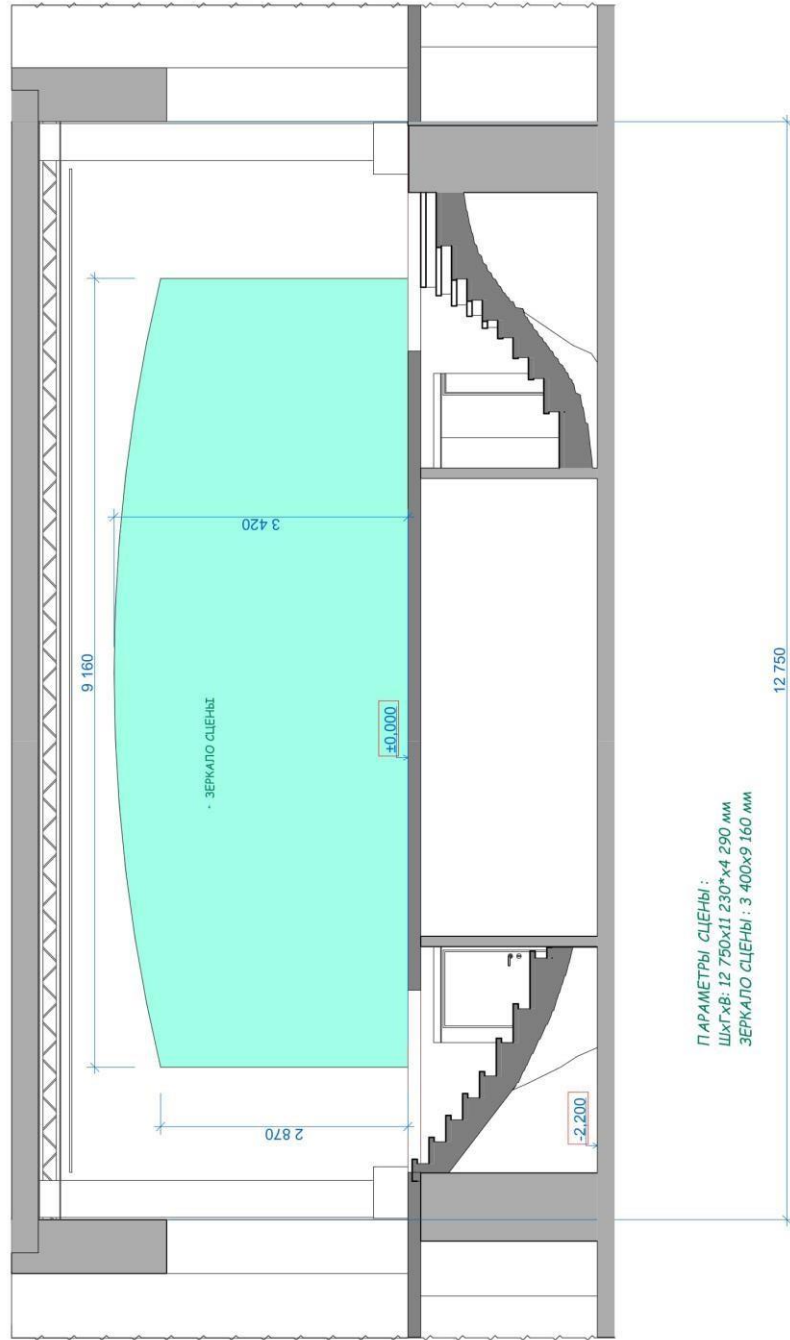 9 160
3 420
· ЗЕРКАЛО СЦЕНЫ
±0,000
2 870
-2,200
12 750
ПАРАМЕТРЫ СЦЕНЫ :
ШхГхВ: 12 750х11 230*х4 290 мм
ЗЕРКАЛО СЦЕНЫ : 3 400х9 160 мм